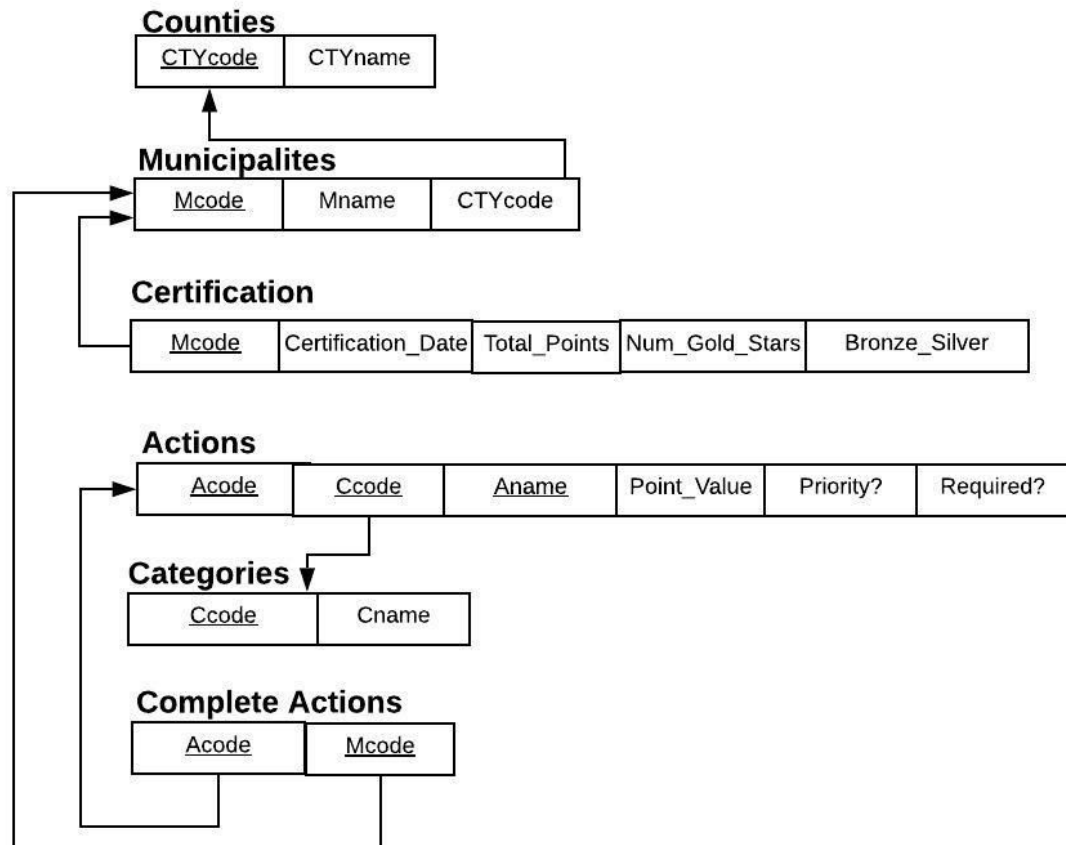 Counties
CTYcode CTYname
Municipalites
Mcode Mname CTYcode
Certification
Mcode Certification_Date Total_Points Num_Gold_Stars Bronze_Silver
Actions
Acode Ccode Aname Point_Value Priority? Required?
Categories
Ccode Cname
Complete Actions
Acode Mcode